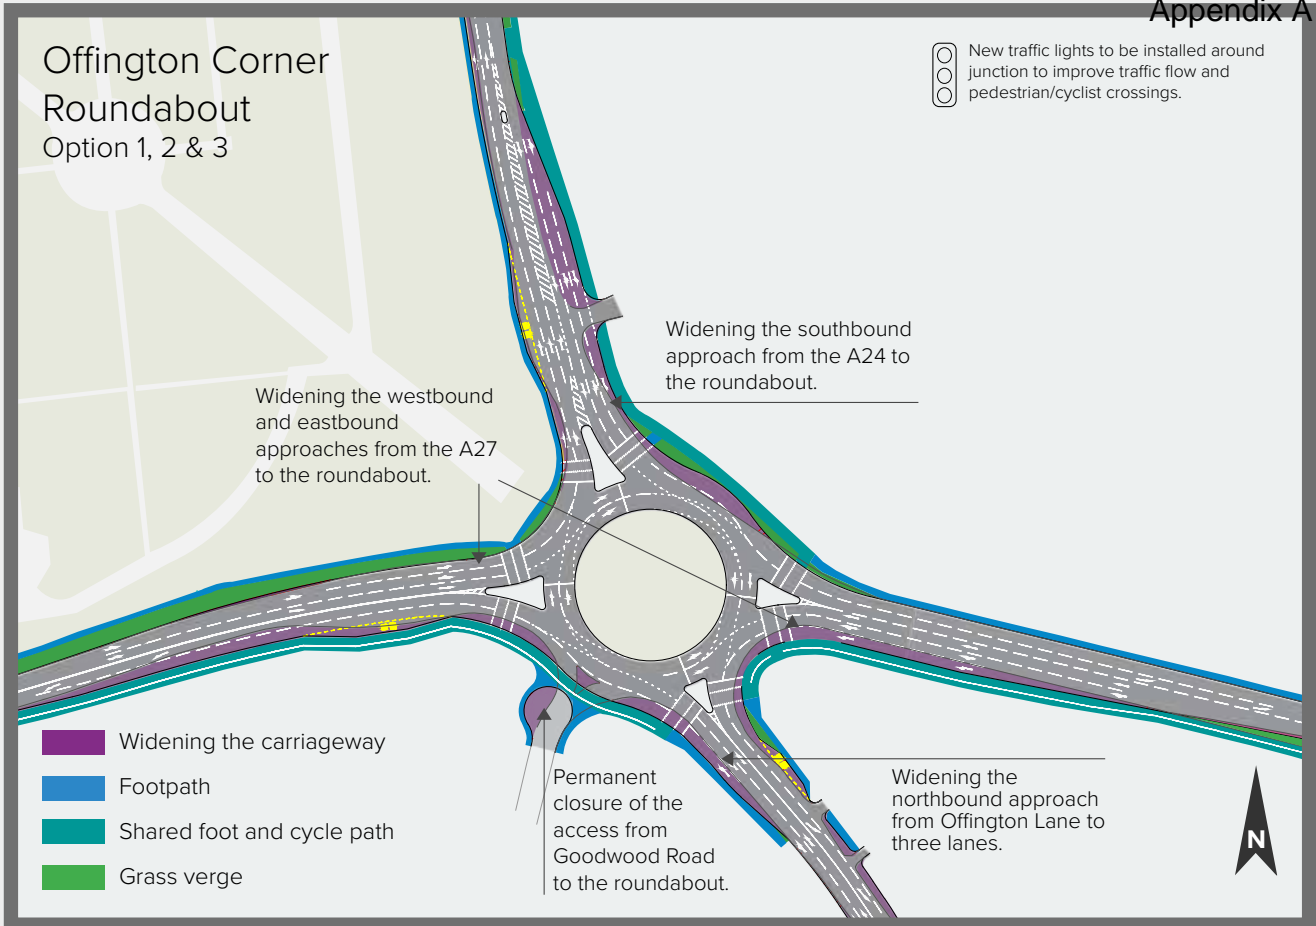 Appendix A
Offington Corner
Roundabout
Option 1, 2 & 3
New traffic lights to be installed around
junction to improve traffic flow and
pedestrian/cyclist crossings.
Widening the southbound
approach from the A24 to
the roundabout.
Widening the westbound
and eastbound
approaches from the A27
to the roundabout.
Widening the carriageway
Footpath
Shared foot and cycle path
Grass verge
Permanent
closure of the
access from
Goodwood Road
to the roundabout.
Widening the
northbound approach
from Offington Lane to
three lanes.
N